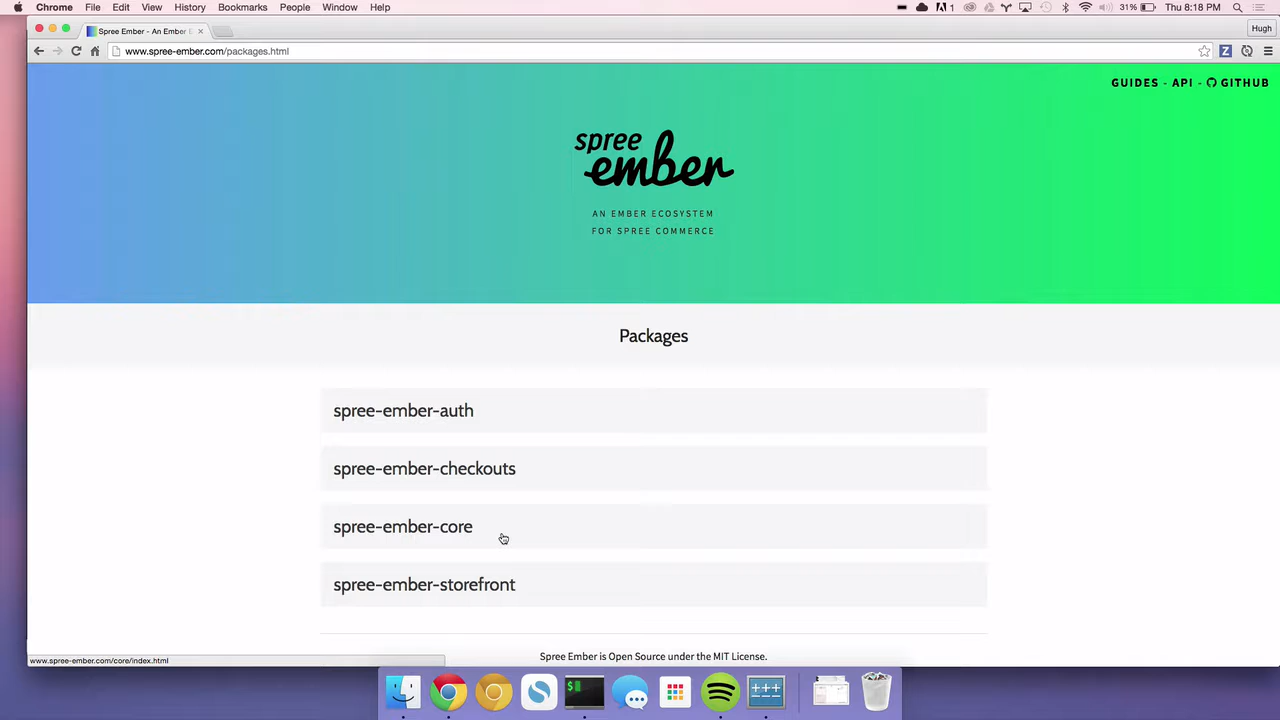 Chrome File Edit View History Bookmarks People Window Help
1 31% Thu 8:18 PM
Spree Ember - An Ember E
Hugh
www.spree-ember.com/packages.html
GUIDES - API - GITHUB
spree
ember
AN EMBER ECOSYSTEM
FOR SPREE COMMERCE
Packages
spree-ember-auth
spree-ember-checkouts
spree-ember-core
spree-ember-storefront
Spree Ember is Open Source under the MIT License.
www.spree-ember.com/core/index.html